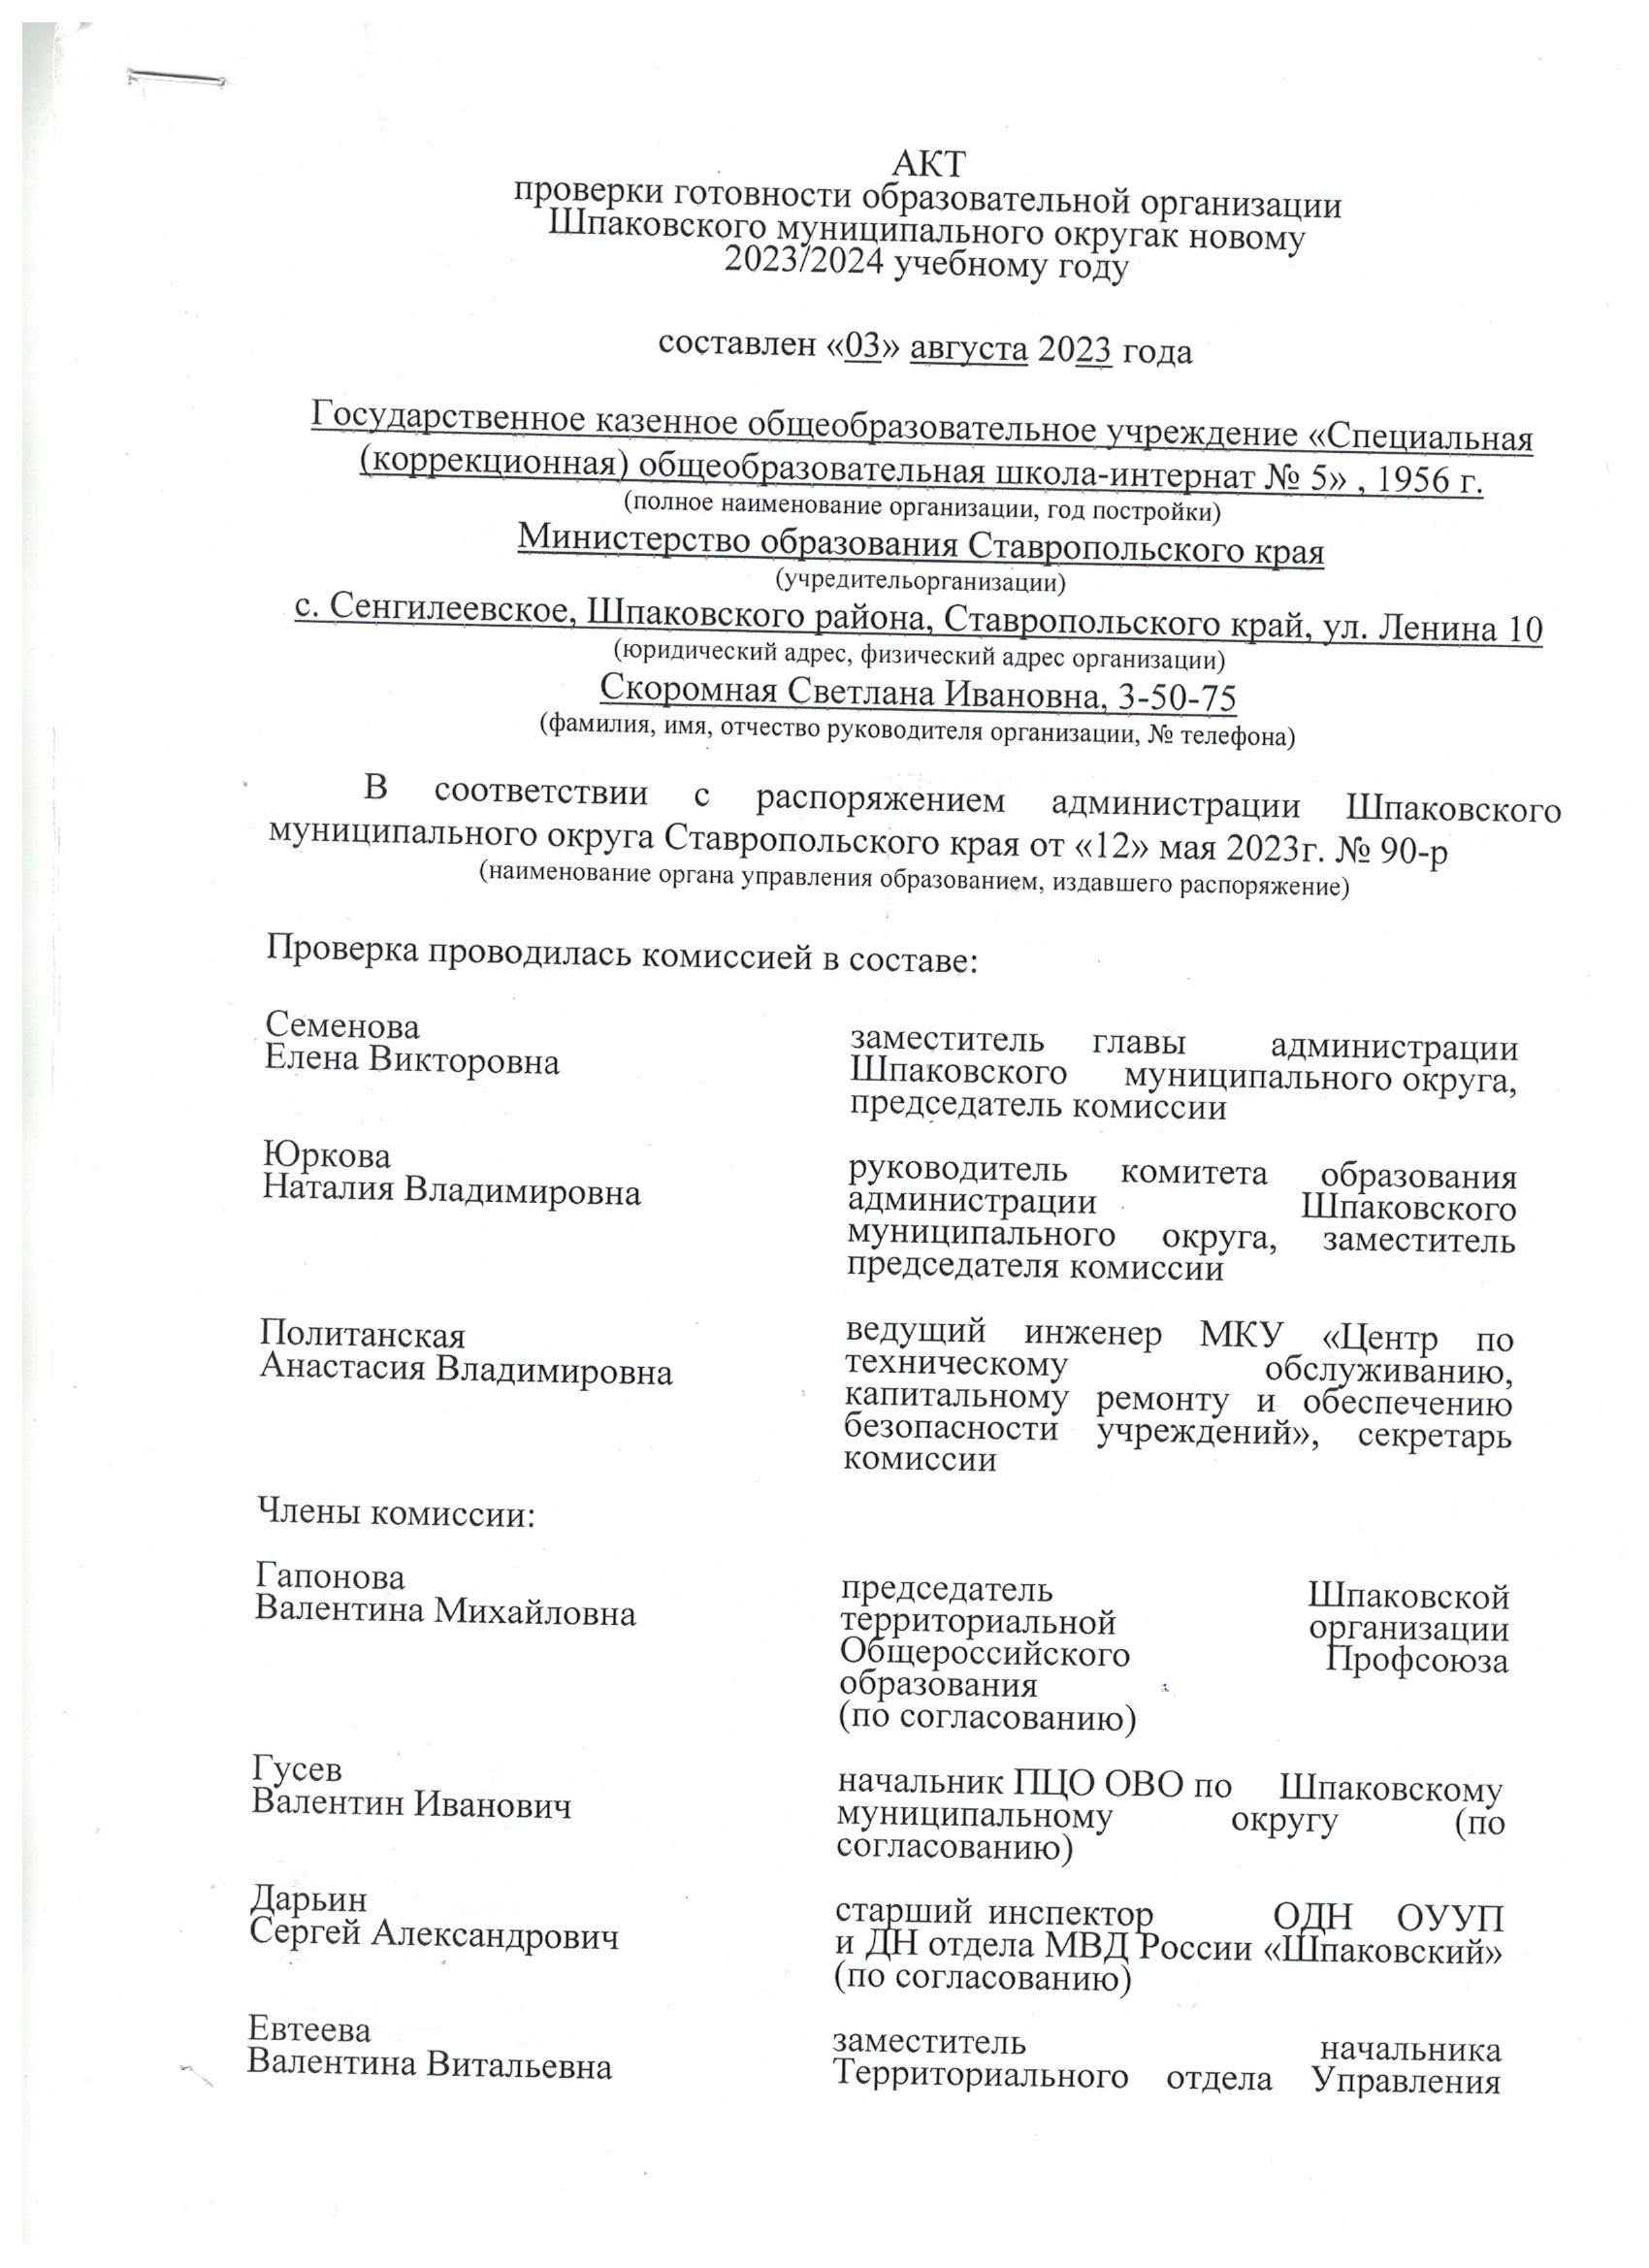 АКТ
проверки готовности образовательной организации
Шпаковского муниципального округак новому
2023/2024 учебному году
составлен «03» августа 2023 года
Государственное казенное общеобразовательное учреждение «Специальная
(коррекционная) общеобразовательная школа-интернат № 5» , 1956 г.
(полное наименование организации, год постройки)
Министерство образования Ставропольского края
(учредительорганизации)
с. Сенгилеевское, Шпаковского района, Ставропольского край, ул. Ленина 10
(юридический адрес, физический адрес организации)
Скоромная Светлана Ивановна, 3-50-75
(фамилия, имя, отчество руководителя организации, № телефона)
В соответствии с распоряжением администрации Шпаковского
муниципального округа Ставропольского края от «12» мая 2023г. № 90-р
(наименование органа управления образованием, издавшего распоряжение)
Проверка проводилась комиссией в составе:
Семенова
Елена Викторовна
заместитель главы администрации
Шпаковского муниципального округа,
председатель комиссии
Юркова
Наталия Владимировна
руководитель комитета образования
администрации Шпаковского
муниципального округа, заместитель
председателя комиссии
Политанская
Анастасия Владимировна
ведущий инженер МКУ «Центр по
техническому обслуживанию,
капитальному ремонту и обеспечению
безопасности учреждений», секретарь
комиссии
Члены комиссии:
Гапонова
Валентина Михайловна
председатель Шпаковской
территориальной организации
Общероссийского Профсоюза
образования
(по согласованию)
Гусев
Валентин Иванович
начальник ПЦО ОВО по Шпаковскому
муниципальному округу (по
согласованию)
Дарьин
Сергей Александрович
старший инспектор ОДН ОУУП
и ДН отдела МВД России «Шпаковский»
(по согласованию)
Евтеева
Валентина Витальевна
заместитель начальника
Территориального отдела Управления